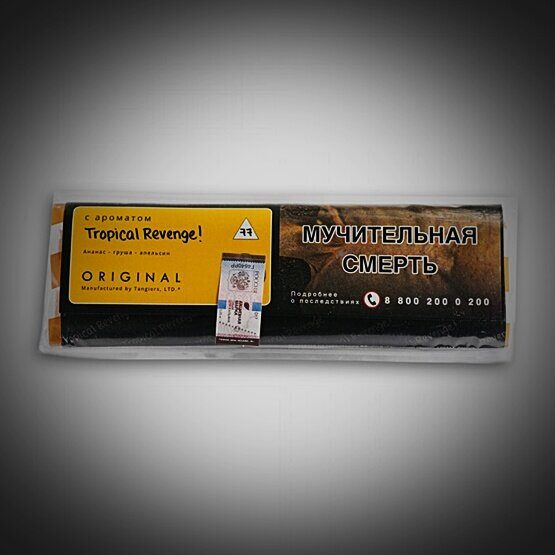 с ароматом
Tropical Revenge!
Ананас - груша - апельсин
ORIGINAL
Manufactured by Tangiers, LTD.®
FF
МУЧИТЕЛЬНАЯ
СМЕРТЬ
Подробнее
о последствиях
8 800 200 0 200